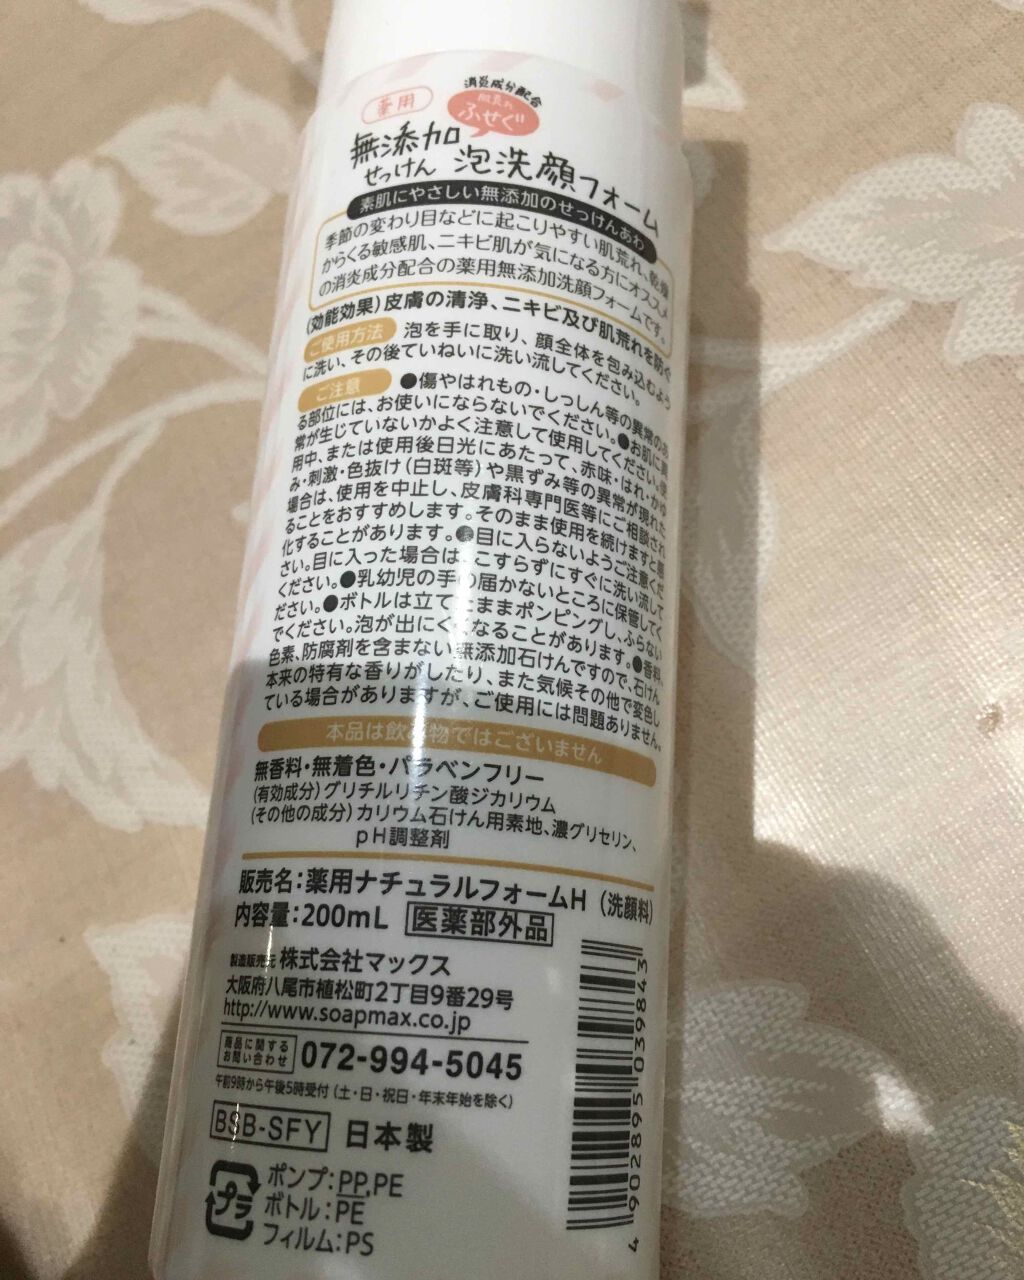 薬用
消炎成分配合
肌荒れ
ふせぐ
無添加
せっけん 泡洗顔フォーム
素肌にやさしい無添加のせっけんあわ
季節の変わり目などに起こりやすい肌荒れ、乾燥
からくる敏感肌、ニキビ肌が気になる方にオススメ
の消炎成分配合の薬用無添加洗顔フォームです。
(効能効果)皮膚の清浄、ニキビ及び肌荒れを防ぐ
ご使用方法 泡を手に取り、顔全体を包み込むよう
に洗い、その後ていねいに洗い流してください。
ご注意 ●傷やはれもの・しっしん等の異常のあ
る部位には、お使いにならないでください。●お肌に異
常が生じていないかよく注意して使用してください。使
用中、または使用後日光にあたって、赤味・はれ・かゆ
み・刺激・色抜け(白斑等)や黒ずみ等の異常が現れた
場合は、使用を中止し、皮膚科専門医等にご相談され
ることをおすすめします。そのまま使用を続けますと悪
化することがあります。●目に入らないようご注意くだ
さい。目に入った場合は、こすらずにすぐに洗い流して
ください。●乳幼児の手の届かないところに保管してく
ださい。●ボトルは立てたままポンピングし、ふらない
でください。泡が出にくくなることがあります。●香料、
色素、防腐剤を含まない無添加石けんですので、石けん
本来の特有な香りがしたり、また気候その他で変色し
ている場合がありますが、ご使用には問題ありません。
本品は飲み物ではございません
無香料・無着色・パラベンフリー
(有効成分)グリチルリチン酸ジカリウム
(その他の成分)カリウム石けん用素地、濃グリセリン、
pH調整剤
販売名:薬用ナチュラルフォームH(洗顔料)
内容量:200mL 医薬部外品
製造販売元 株式会社マックス
大阪府八尾市植松町2丁目9番29号
http://www.soapmax.co.jp
商品に関する
お問い合わせ 072-994-5045
午前9時から午後5時受付(土・日・祝日・年末年始を除く)
BSB-SFY 日本製
プラ
ポンプ:PP,PE
ボトル:PE
フィルム:PS
4 902895 039843